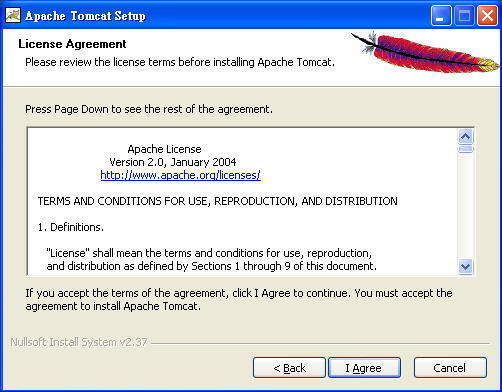 Apache Tomcat Setup
License Agreement
Please review the license terms before installing Apache Tomcat.
Press Page Down to see the rest of the agreement.
Apache License
Version 2.0, January 2004
http://www.apache.org/licenses/
TERMS AND CONDITIONS FOR USE, REPRODUCTION, AND DISTRIBUTION
1. Definitions.
"License" shall mean the terms and conditions for use, reproduction,
and distribution as defined by Sections 1 through 9 of this document.
If you accept the terms of the agreement, click I Agree to continue. You must accept the
agreement to install Apache Tomcat.
Nullsoft Install System v2.37
< Back
I Agree
Cancel